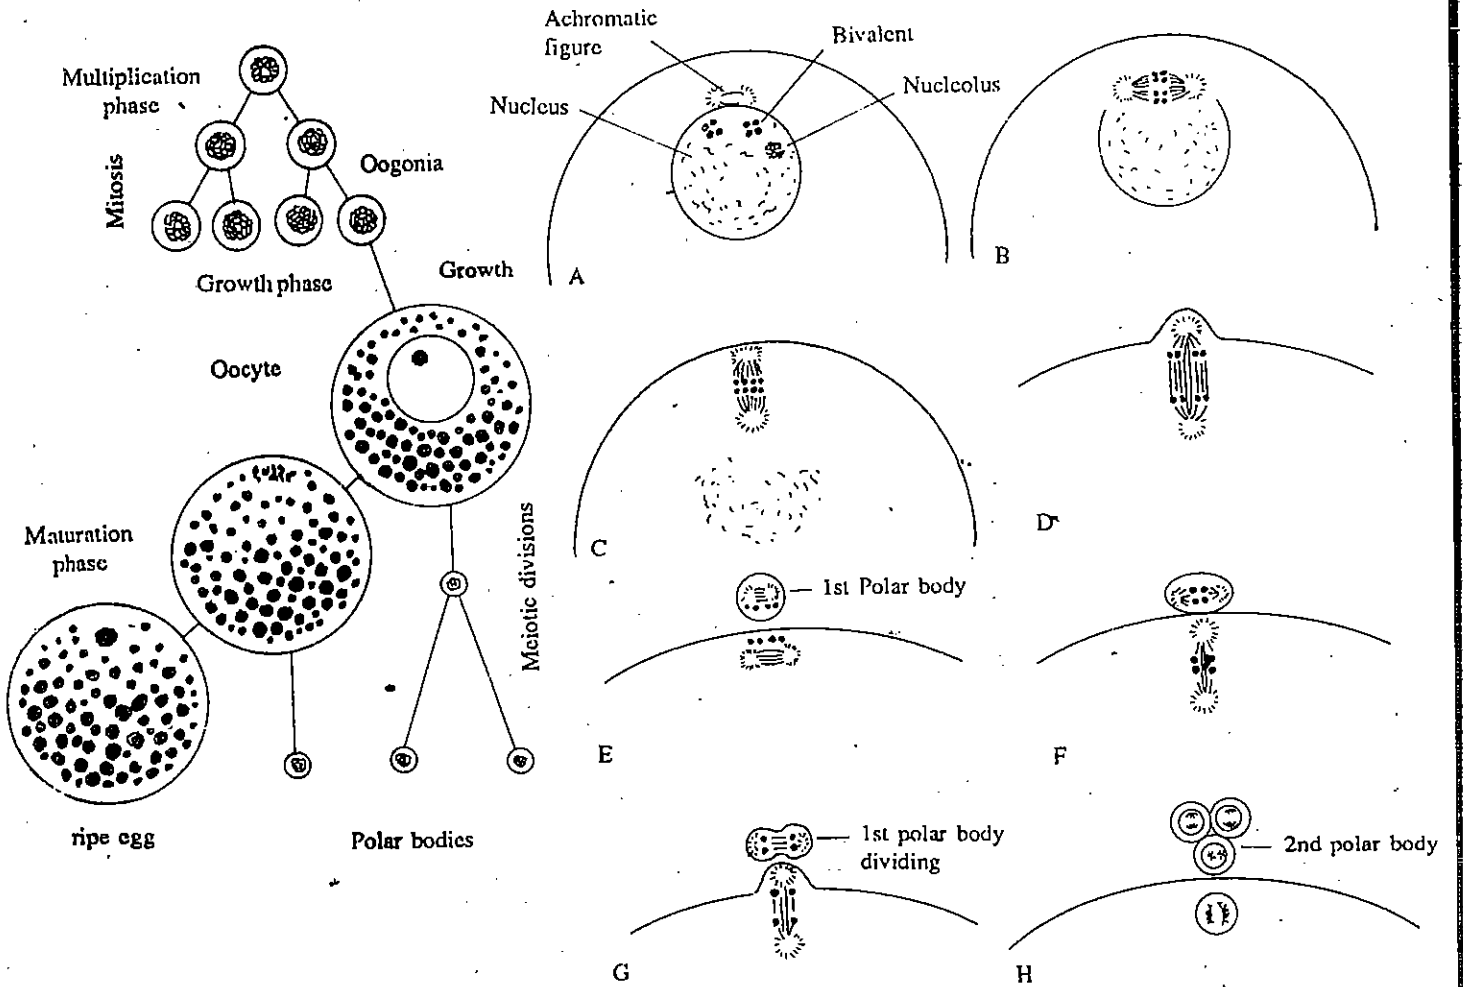 Multiplication
phase
Mitosis
Oogonia
Growth phase
Growth
Oocyte
Maturation
phase
Meiotic divisions
ripe egg
Polar bodies
Achromatic
figure
Bivalent
Nucleus
Nucleolus
A
B
C
D
1st Polar body
E
F
1st polar body
dividing
G
2nd polar body
H